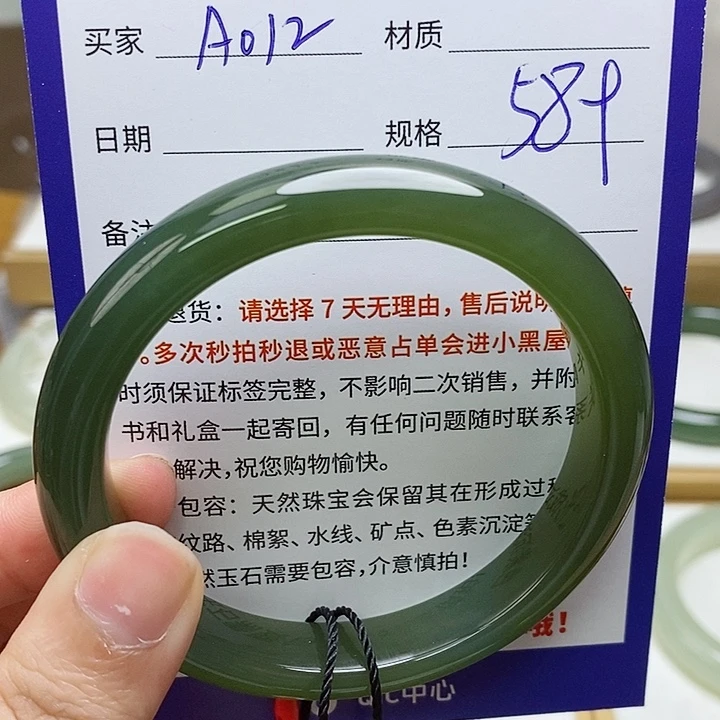 买家 A012 材质
日期 规格 584
备注
退货：请选择7天无理由，售后说明
。多次秒拍秒退或恶意占单会进小黑屋
时须保证标签完整，不影响二次销售，并附
书和礼盒一起寄回，有任何问题随时联系客
解决，祝您购物愉快。
包容：天然珠宝会保留其在形成过程
纹路、棉絮、水线、矿点、色素沉淀等
然玉石需要包容，介意慎拍！
我！
中心